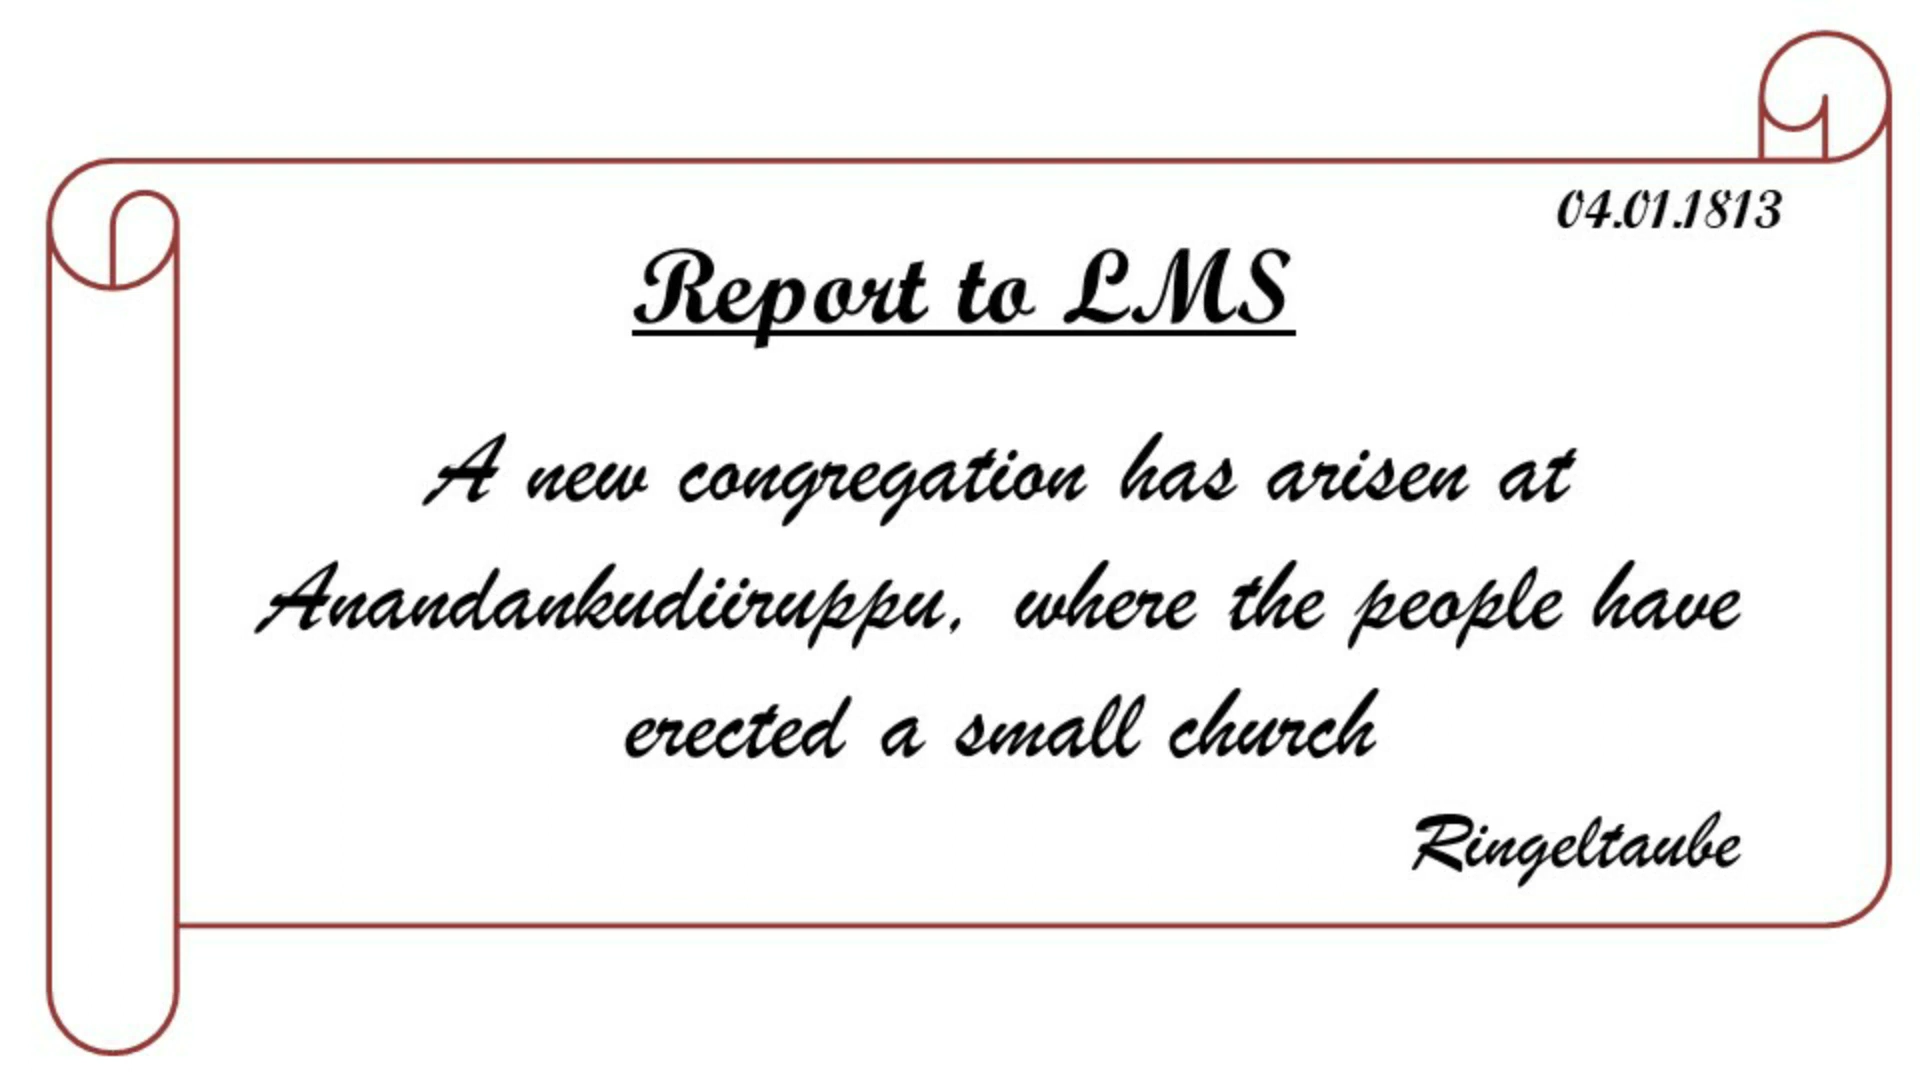 04.01.1813
Report to LMS
A new congregation has arisen at
Anandankudiiruppu, where the people have
erected a small church
Ringeltaube